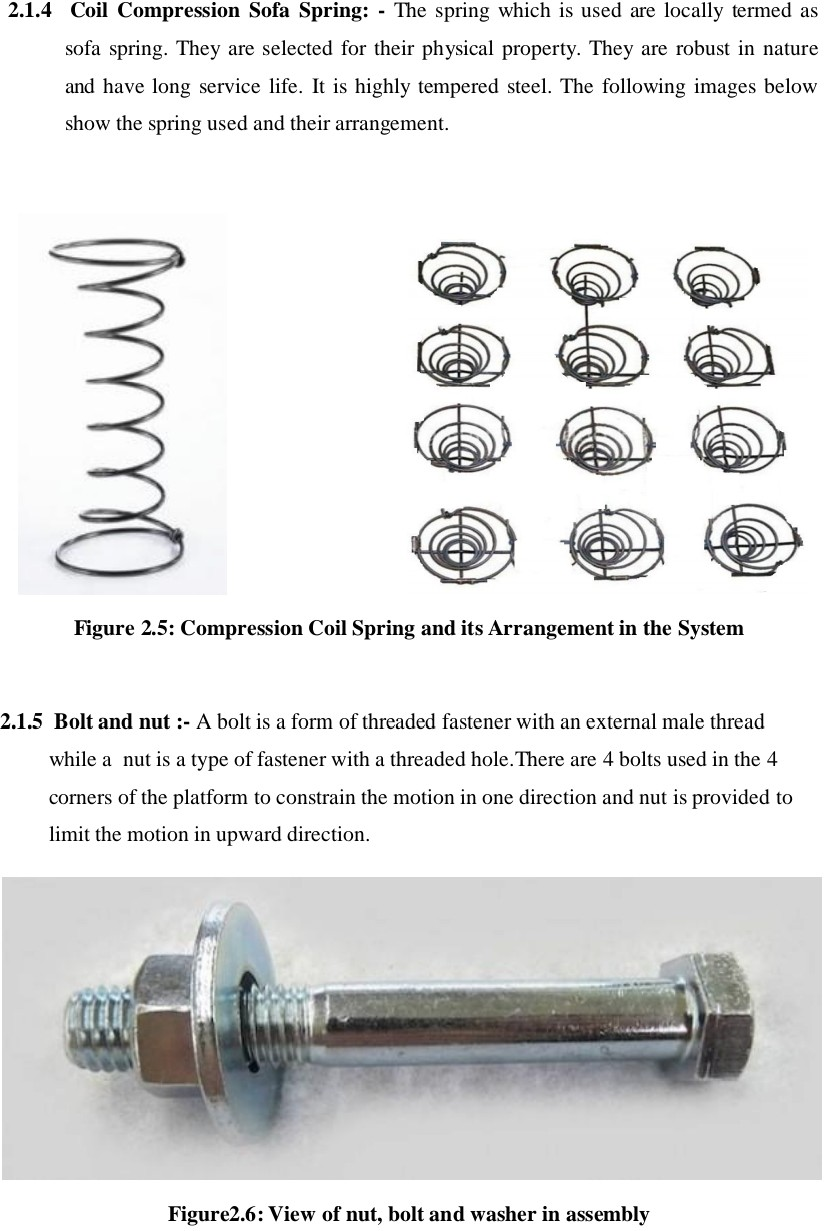 2.1.4 Coil Compression Sofa Spring: - The spring which is used are locally termed as
sofa spring. They are selected for their physical property. They are robust in nature
and have long service life. It is highly tempered steel. The following images below
show the spring used and their arrangement.
Figure 2.5: Compression Coil Spring and its Arrangement in the System
2.1.5 Bolt and nut :- A bolt is a form of threaded fastener with an external male thread
while a nut is a type of fastener with a threaded hole.There are 4 bolts used in the 4
corners of the platform to constrain the motion in one direction and nut is provided to
limit the motion in upward direction.
Figure2.6: View of nut, bolt and washer in assembly